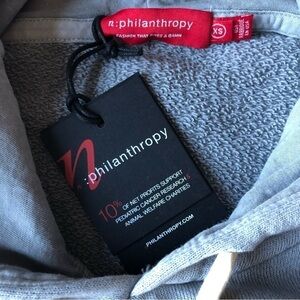 n:philanthropy
FASHION THAT GIVES A DAMN
XS
n:philanthropy
10% OF NET PROFITS SUPPORT
PEDIATRIC CANCER RESEARCH &
ANIMAL WELFARE CHARITIES
PHILANTHROPY.COM